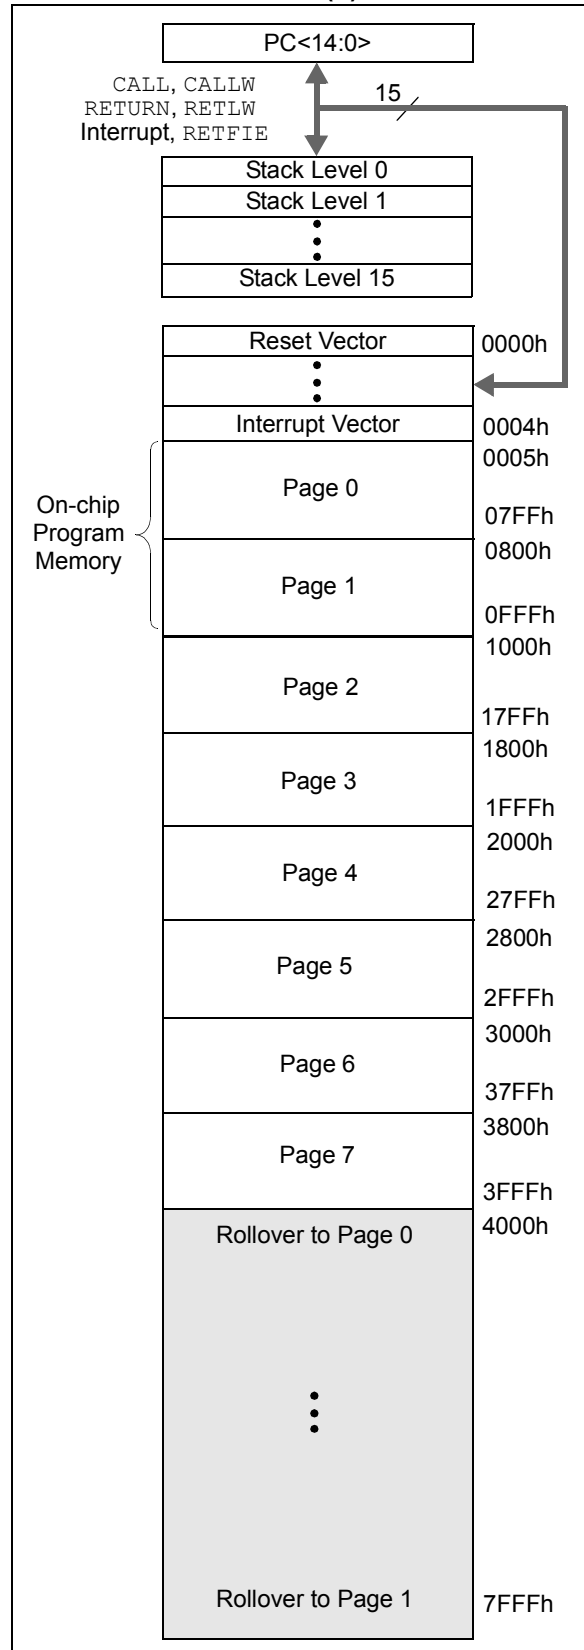 PC<14:0>
CALL, CALLW
RETURN, RETLW
Interrupt, RETFIE
15
Stack Level 0
Stack Level 1
Stack Level 15
Reset Vector
0000h
Interrupt Vector
0004h
0005h
On-chip
Program
Memory
Page 0
07FFh
0800h
Page 1
0FFFh
1000h
Page 2
17FFh
1800h
Page 3
1FFFh
2000h
Page 4
27FFh
2800h
Page 5
2FFFh
3000h
Page 6
37FFh
3800h
Page 7
3FFFh
4000h
Rollover to Page 0
Rollover to Page 1
7FFFh